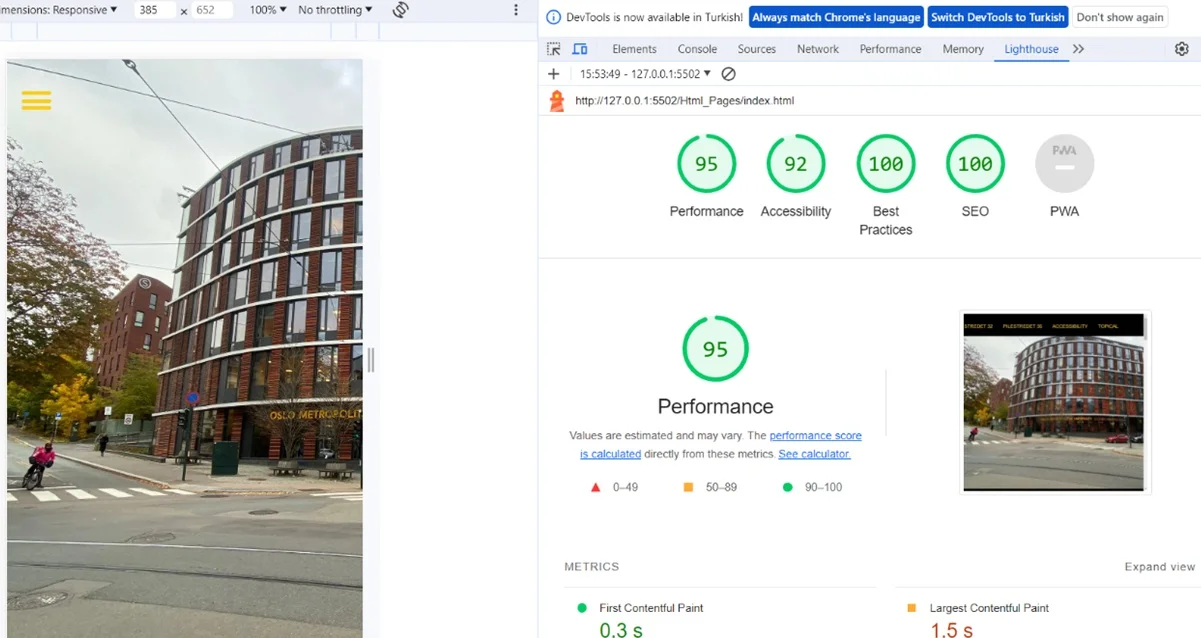 mensions: Responsive 385 x 652 100% No throttling
DevTools is now available in Turkish! Always match Chrome's language Switch DevTools to Turkish Don't show again
Elements Console Sources Network Performance Memory Lighthouse
15:53:49 - 127.0.0.1:5502
http://127.0.0.1:5502/Html_Pages/index.html
95 92 100 100 PWA
Performance Accessibility Best Practices SEO PWA
95
Performance
Values are estimated and may vary. The performance score
is calculated directly from these metrics. See calculator.
0–49 50–89 90–100
STREDET 32 PILESTREDET 35 ACCESSIBILITY TOPICAL
OSLO METROPOLIT
METRICS Expand view
First Contentful Paint
0.3 s
Largest Contentful Paint
1.5 s